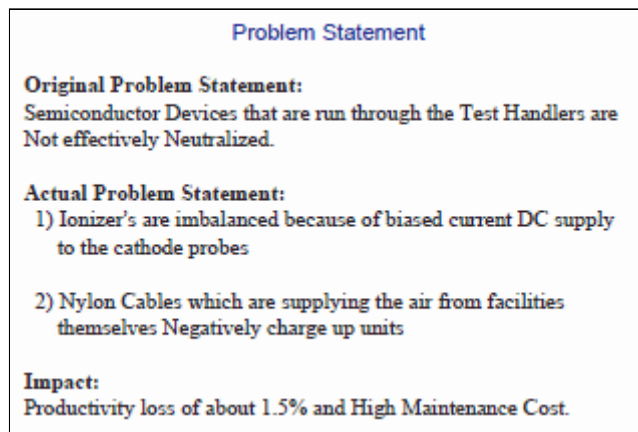 Problem Statement
Original Problem Statement:
Semiconductor Devices that are run through the Test Handlers are
Not effectively Neutralized.
Actual Problem Statement:
1) Ionizer's are imbalanced because of biased current DC supply
to the cathode probes
2) Nylon Cables which are supplying the air from facilities
themselves Negatively charge up units
Impact:
Productivity loss of about 1.5% and High Maintenance Cost.